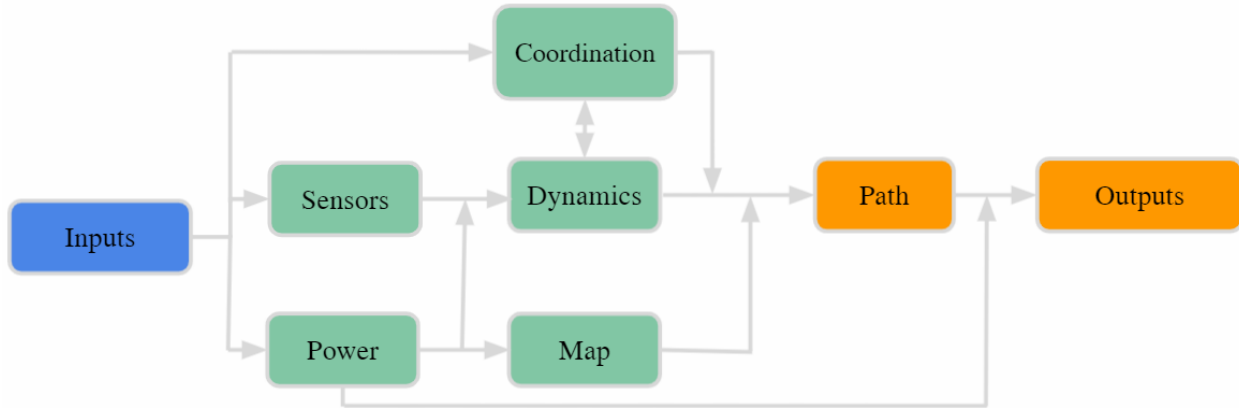 Coordination
Sensors
Dynamics
Path
Outputs
Inputs
Power
Map